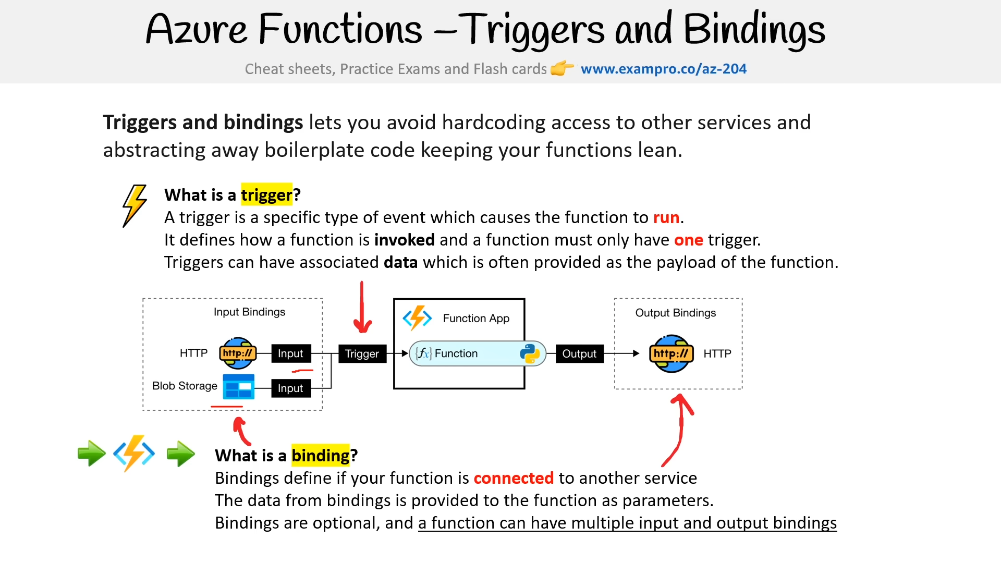 Azure Functions –Triggers and Bindings
Cheat sheets, Practice Exams and Flash cards 👉 www.exampro.co/az-204
Triggers and bindings lets you avoid hardcoding access to other services and
abstracting away boilerplate code keeping your functions lean.
What is a trigger?
A trigger is a specific type of event which causes the function to run.
It defines how a function is invoked and a function must only have one trigger.
Triggers can have associated data which is often provided as the payload of the function.
Input Bindings
HTTP http:// Input
Blob Storage Input
Trigger
Function App
{fx} Function
Output
Output Bindings
http:// HTTP
What is a binding?
Bindings define if your function is connected to another service
The data from bindings is provided to the function as parameters.
Bindings are optional, and a function can have multiple input and output bindings